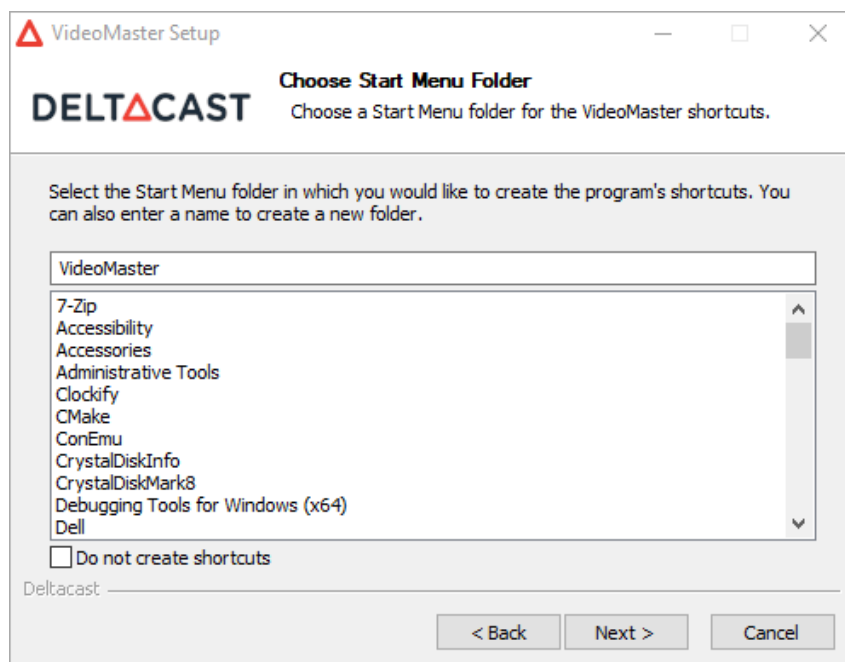 VideoMaster Setup
DELTACAST
Choose Start Menu Folder
Choose a Start Menu folder for the VideoMaster shortcuts.
Select the Start Menu folder in which you would like to create the program's shortcuts. You
can also enter a name to create a new folder.
VideoMaster
7-Zip
Accessibility
Accessories
Administrative Tools
Clockify
CMake
ConEmu
CrystalDiskInfo
CrystalDiskMark8
Debugging Tools for Windows (x64)
Dell
Do not create shortcuts
Deltacast
< Back
Next >
Cancel